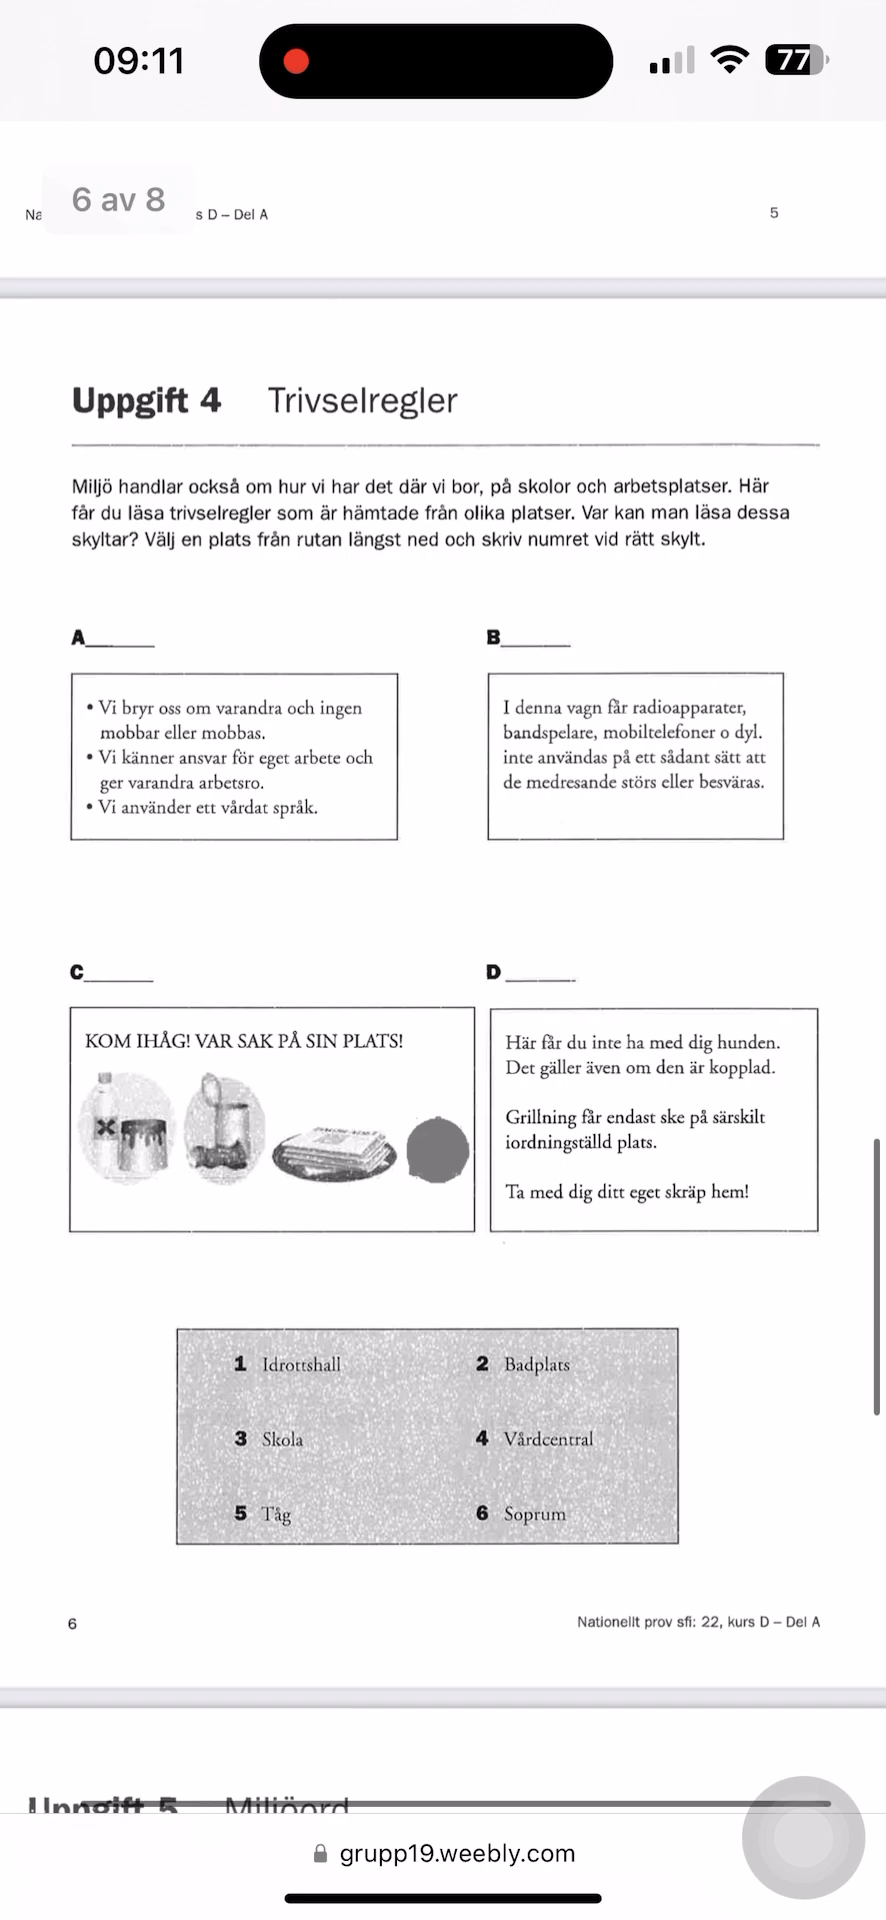 09:11
77
6 av 8
Na
s D – Del A
5
Uppgift 4 Trivselregler
Miljö handlar också om hur vi har det där vi bor, på skolor och arbetsplatser. Här
får du läsa trivselregler som är hämtade från olika platser. Var kan man läsa dessa
skyltar? Välj en plats från rutan längst ned och skriv numret vid rätt skylt.
A______
B______
• Vi bryr oss om varandra och ingen
mobbar eller mobbas.
• Vi känner ansvar för eget arbete och
ger varandra arbetsro.
• Vi använder ett vårdat språk.
I denna vagn får radioapparater,
bandspelare, mobiltelefoner o dyl.
inte användas på ett sådant sätt att
de medresande störs eller besväras.
C______
D______
KOM IHÅG! VAR SAK PÅ SIN PLATS!
Här får du inte ha med dig hunden.
Det gäller även om den är kopplad.
Grillning får endast ske på särskilt
iordningställd plats.
Ta med dig ditt eget skräp hem!
1 Idrottshall
2 Badplats
3 Skola
4 Vårdcentral
5 Tåg
6 Soprum
6
Nationellt prov sfi: 22, kurs D – Del A
Uppgift 5 Miljöord
grupp19.weebly.com